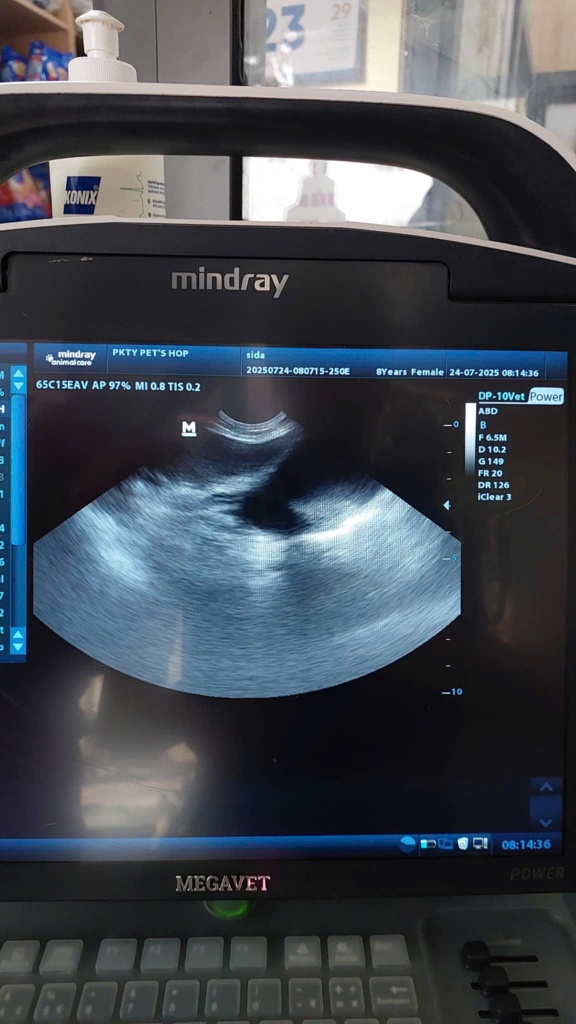 23
29
KONIX
mindray
mindray
animal care
PKTY PET'S HOP
sida
20250724-080715-250E
8Years Female
24-07-2025 08:14:36
65C15EAV AP 97% MI 0.8 TIS 0.2
DP-10Vet
Power
ABD
B
F 6.5M
D 10.2
G 149
FR 20
DR 126
iClear 3
M
0
10
08:14:36
POWER
MEGAVET